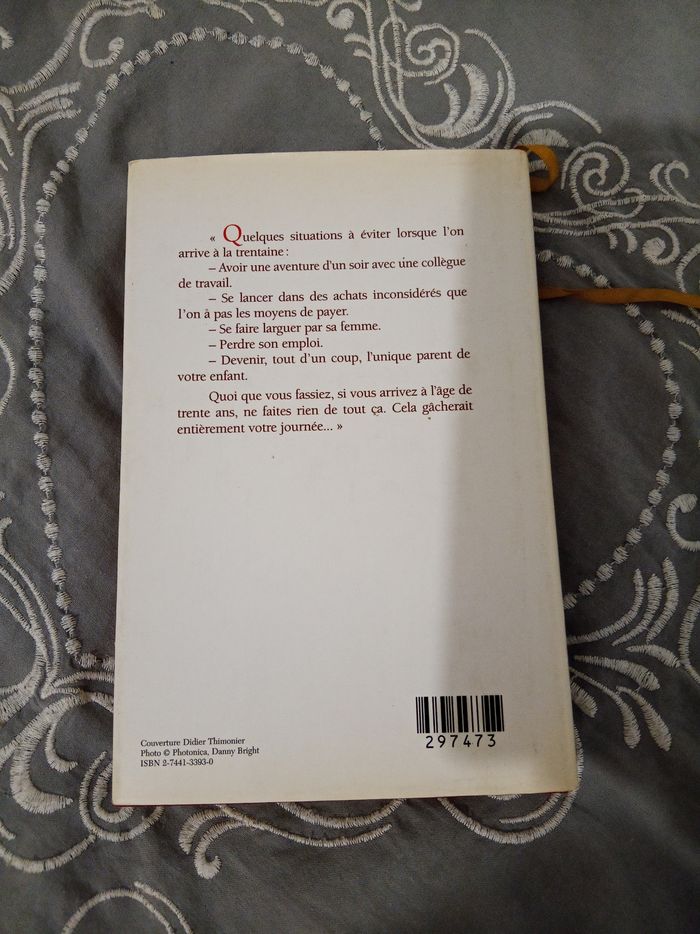 « Quelques situations à éviter lorsque l'on
arrive à la trentaine :
– Avoir une aventure d'un soir avec une collègue
de travail.
– Se lancer dans des achats inconsidérés que
l'on à pas les moyens de payer.
– Se faire larguer par sa femme.
– Perdre son emploi.
– Devenir, tout d'un coup, l'unique parent de
votre enfant.
Quoi que vous fassiez, si vous arrivez à l'âge de
trente ans, ne faites rien de tout ça. Cela gâcherait
entièrement votre journée... »
Couverture Didier Thimonier
Photo © Photonica, Danny Bright
ISBN 2-7441-3393-0
297473